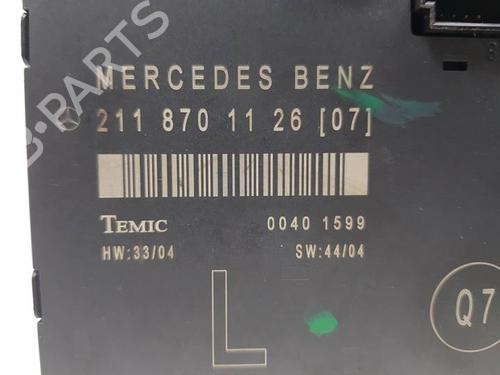 B-PARTS
MERCEDES BENZ
211 870 11 26 [07]
TEMIC 0040 1599
HW:33/04 SW:44/04
L
Q7